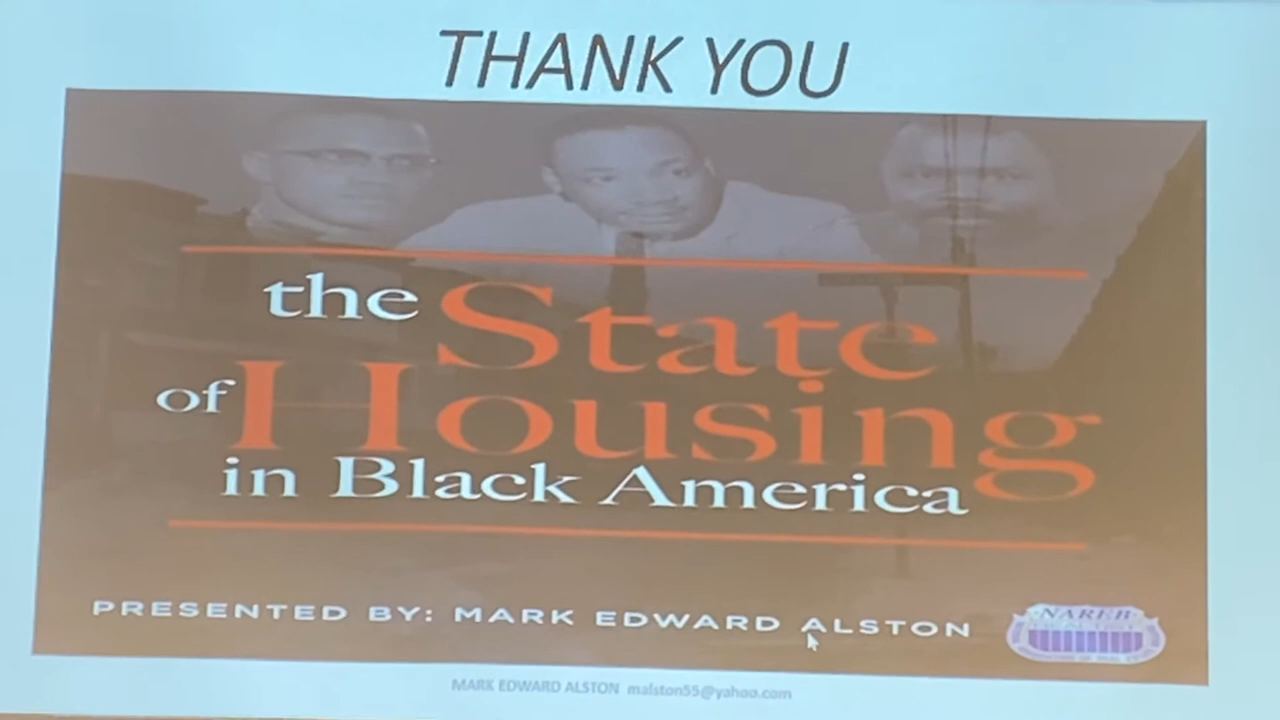 THANK YOU
the State
of Housing
in Black America
PRESENTED BY: MARK EDWARD ALSTON
NAREB
MARK EDWARD ALSTON malston55@yahoo.com